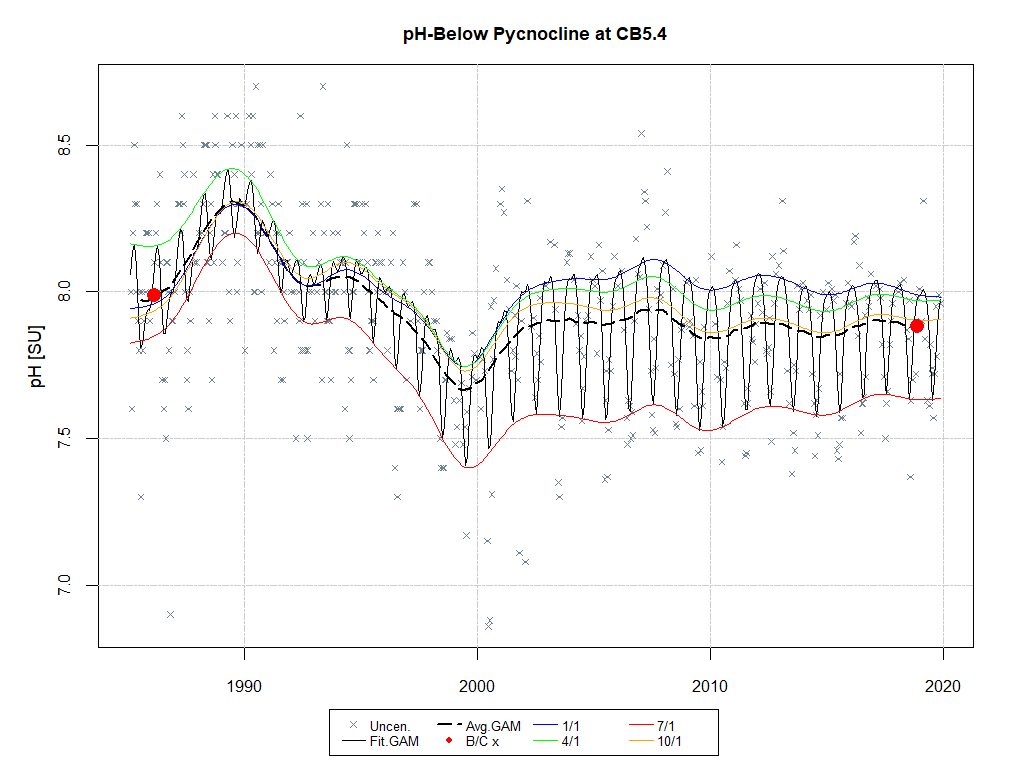 pH-Below Pycnocline at CB5.4
pH [SU]
8.5
8.0
7.5
7.0
1990
2000
2010
2020
Uncen.
Avg.GAM
1/1
7/1
Fit.GAM
B/C x
4/1
10/1